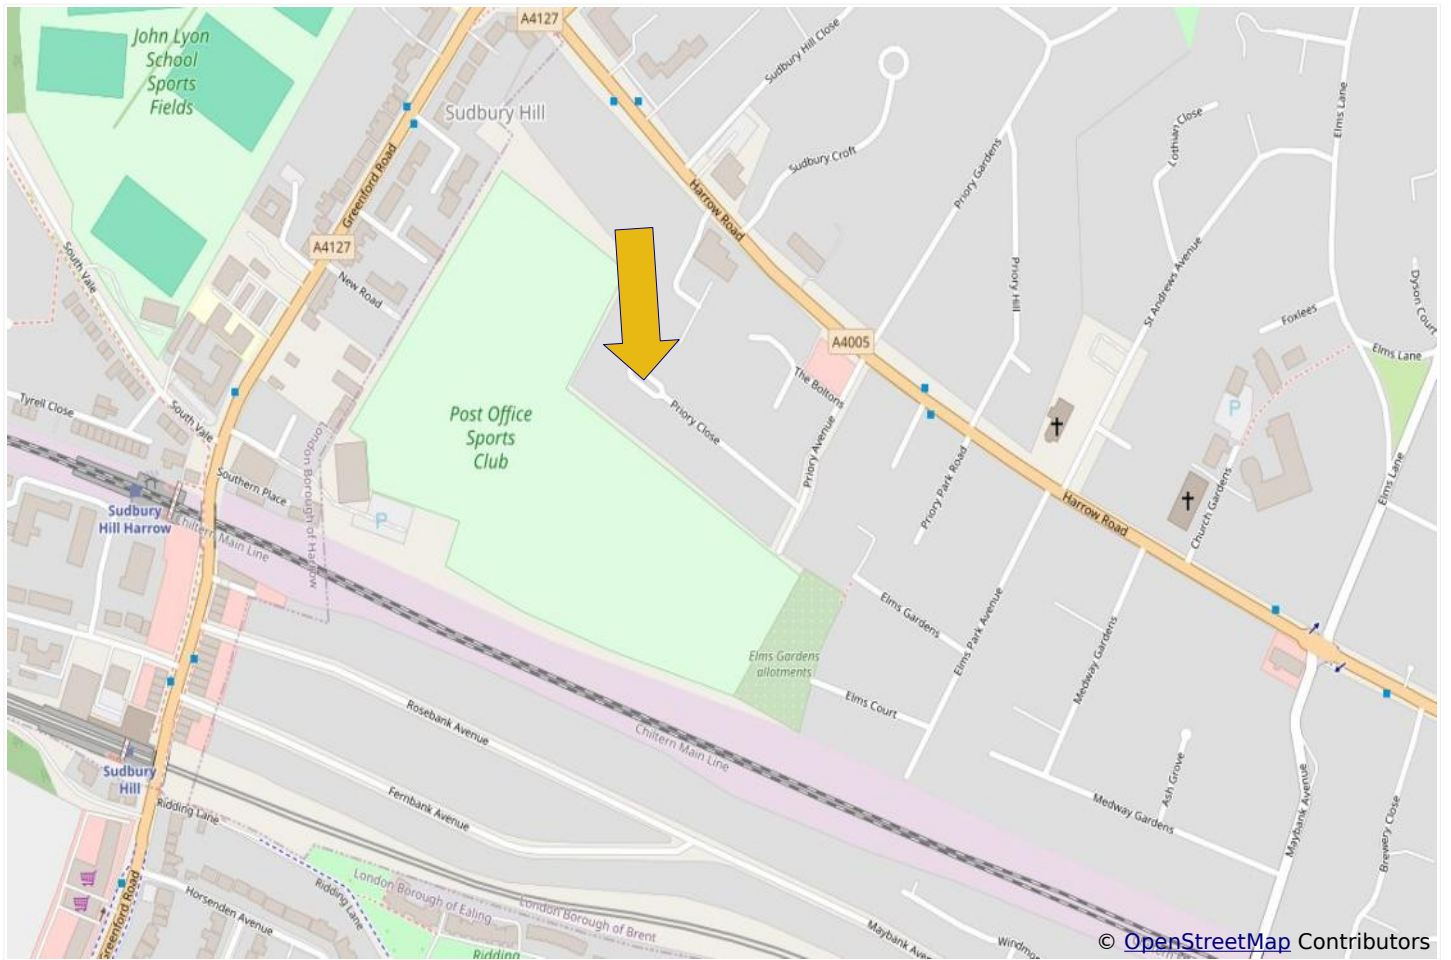 A4127
John Lyon
School
Sports
Fields
Sudbury Hill Close
Sudbury Hill
Elms Lane
Lothian Close
Greenford Road
Sudbury Croft
Priory Gardens
Harrow Road
A4127
South Vale
New Road
Priory Hill
St Andrews Avenue
Dyson Court
Foxlees
A4005
Elms Lane
The Boltons
Tyrell Close
South Vale
Post Office
Sports
Club
Priory Close
P
Priory Avenue
London Borough of Harrow
Southern Place
Priory Park Road
Elms Lane
Church Gardens
Harrow Road
Sudbury
Hill Harrow
P
Chiltern Main Line
Elms Gardens
Elms Park Avenue
Medway Gardens
Elms Gardens
allotments
Elms Court
Rosebank Avenue
Chiltern Main Line
Sudbury
Hill
Ash Grove
Maybank Avenue
Fernbank Avenue
Medway Gardens
Brewery Close
Ridding Lane
Horsenden Avenue
Ridding Lane
London Borough of Ealing
London Borough of Brent
Greenford Road
Maybank Ave
Windmo
Ridding
© OpenStreetMap Contributors